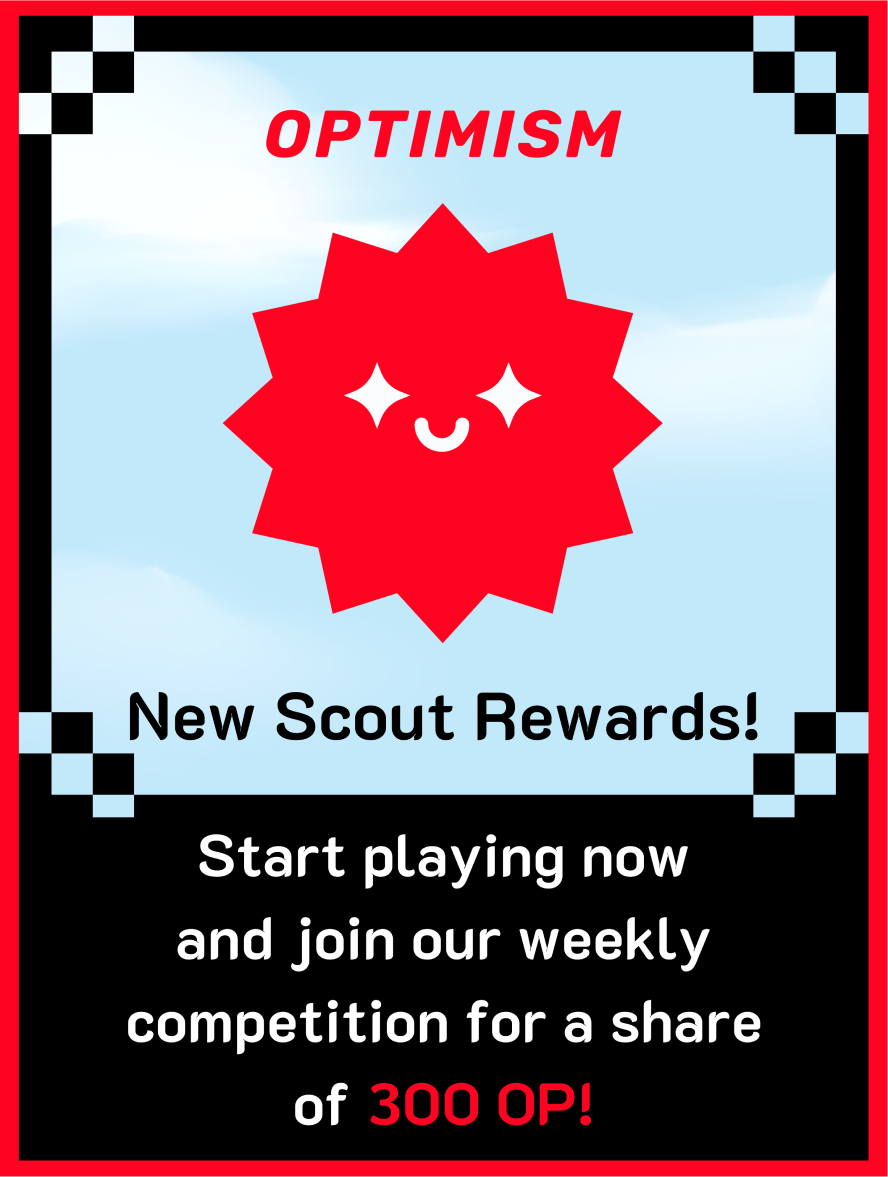 OPTIMISM
New Scout Rewards!
Start playing now
and join our weekly
competition for a share
of 300 OP!